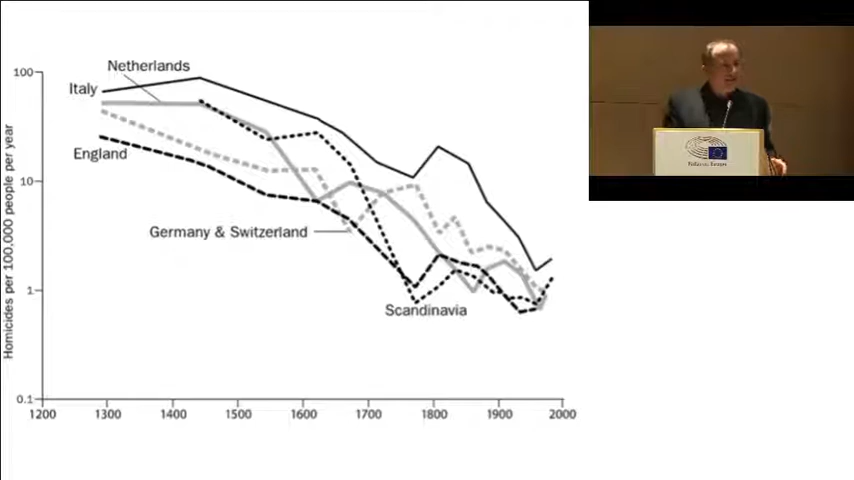 Netherlands
100
Italy
England
10
Germany & Switzerland
1
Scandinavia
0.1
1200 1300 1400 1500 1600 1700 1800 1900 2000
Homicides per 100,000 people per year